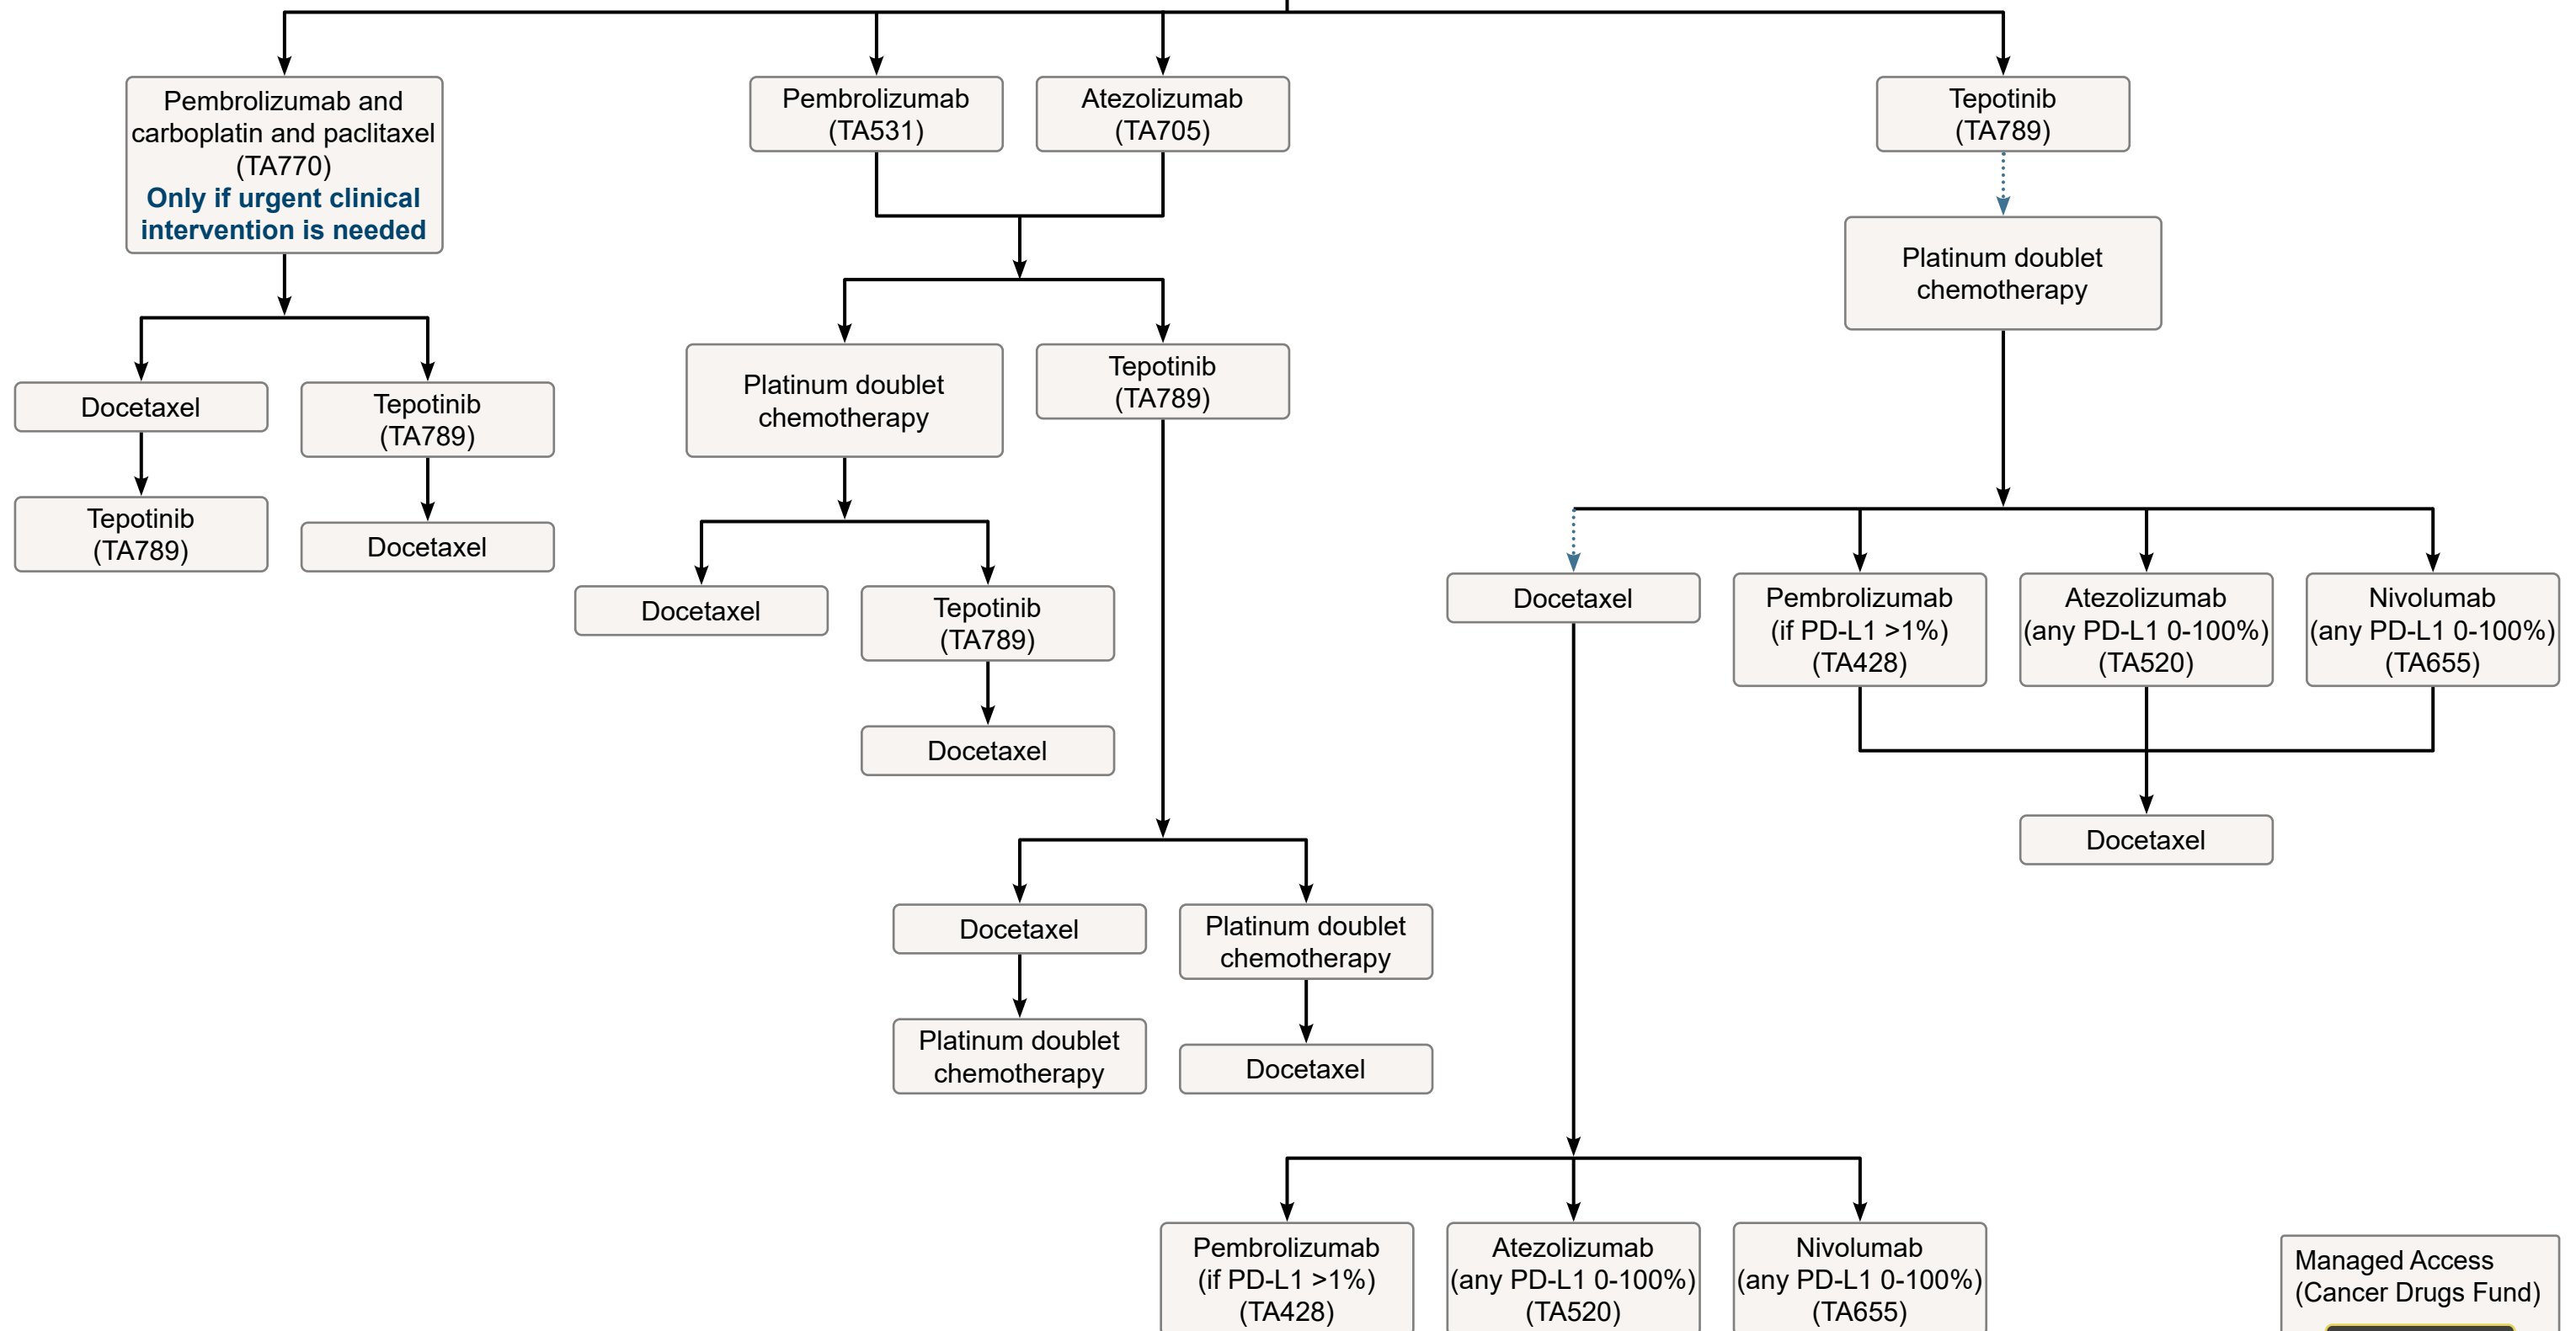 Pembrolizumab and
carboplatin and paclitaxel
(TA770)
Only if urgent clinical
intervention is needed
Pembrolizumab
(TA531)
Atezolizumab
(TA705)
Tepotinib
(TA789)
Platinum doublet
chemotherapy
Docetaxel
Tepotinib
(TA789)
Tepotinib
(TA789)
Docetaxel
Platinum doublet
chemotherapy
Tepotinib
(TA789)
Docetaxel
Tepotinib
(TA789)
Docetaxel
Docetaxel
Platinum doublet
chemotherapy
Platinum doublet
chemotherapy
Docetaxel
Docetaxel
Pembrolizumab
(if PD-L1 >1%)
(TA428)
Atezolizumab
(any PD-L1 0-100%)
(TA520)
Nivolumab
(any PD-L1 0-100%)
(TA655)
Docetaxel
Pembrolizumab
(if PD-L1 >1%)
(TA428)
Atezolizumab
(any PD-L1 0-100%)
(TA520)
Nivolumab
(any PD-L1 0-100%)
(TA655)
Managed Access
(Cancer Drugs Fund)